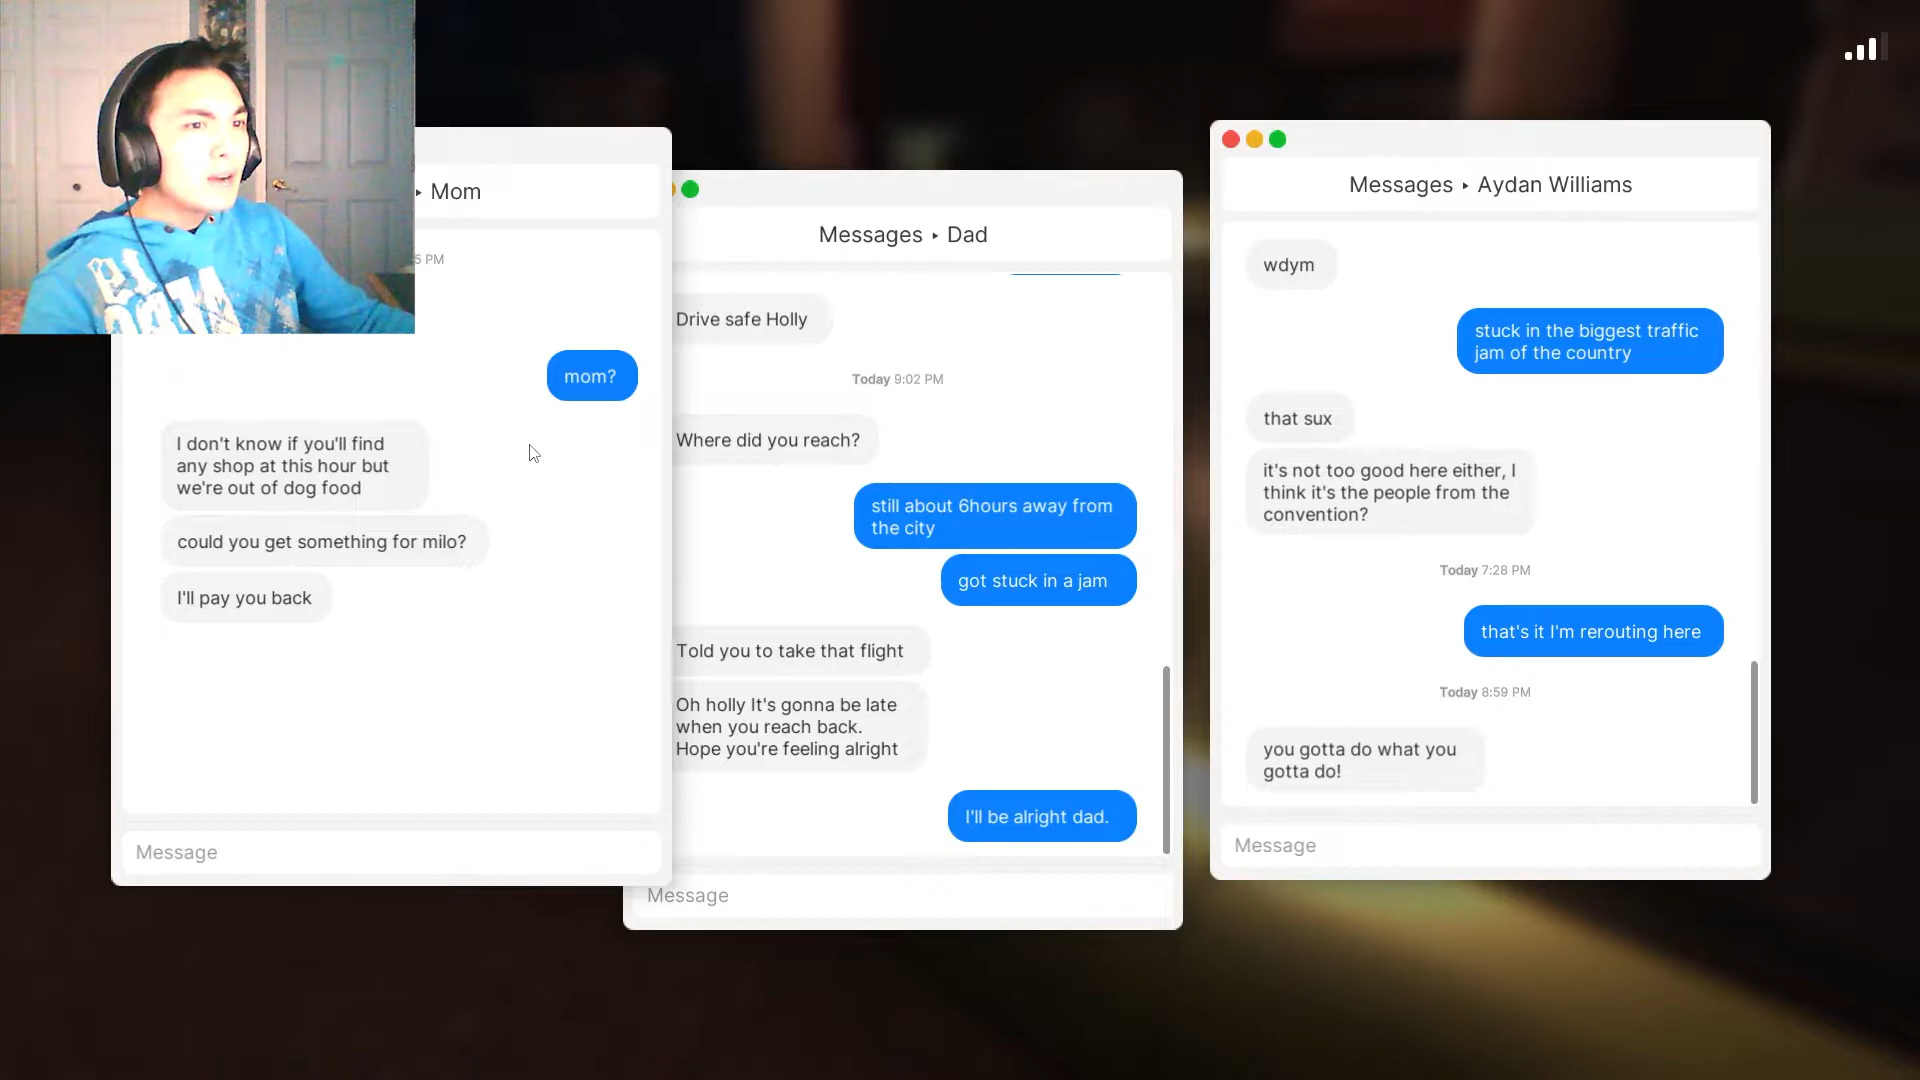 ▸ Mom
5 PM
mom?
I don't know if you'll find
any shop at this hour but
we're out of dog food
could you get something for milo?
I'll pay you back
Message
Messages ▸ Dad
Drive safe Holly
Today 9:02 PM
Where did you reach?
still about 6hours away from
the city
got stuck in a jam
Told you to take that flight
Oh holly It's gonna be late
when you reach back.
Hope you're feeling alright
I'll be alright dad.
Message
Messages ▸ Aydan Williams
wdym
stuck in the biggest traffic
jam of the country
that sux
it's not too good here either, I
think it's the people from the
convention?
Today 7:28 PM
that's it I'm rerouting here
Today 8:59 PM
you gotta do what you
gotta do!
Message